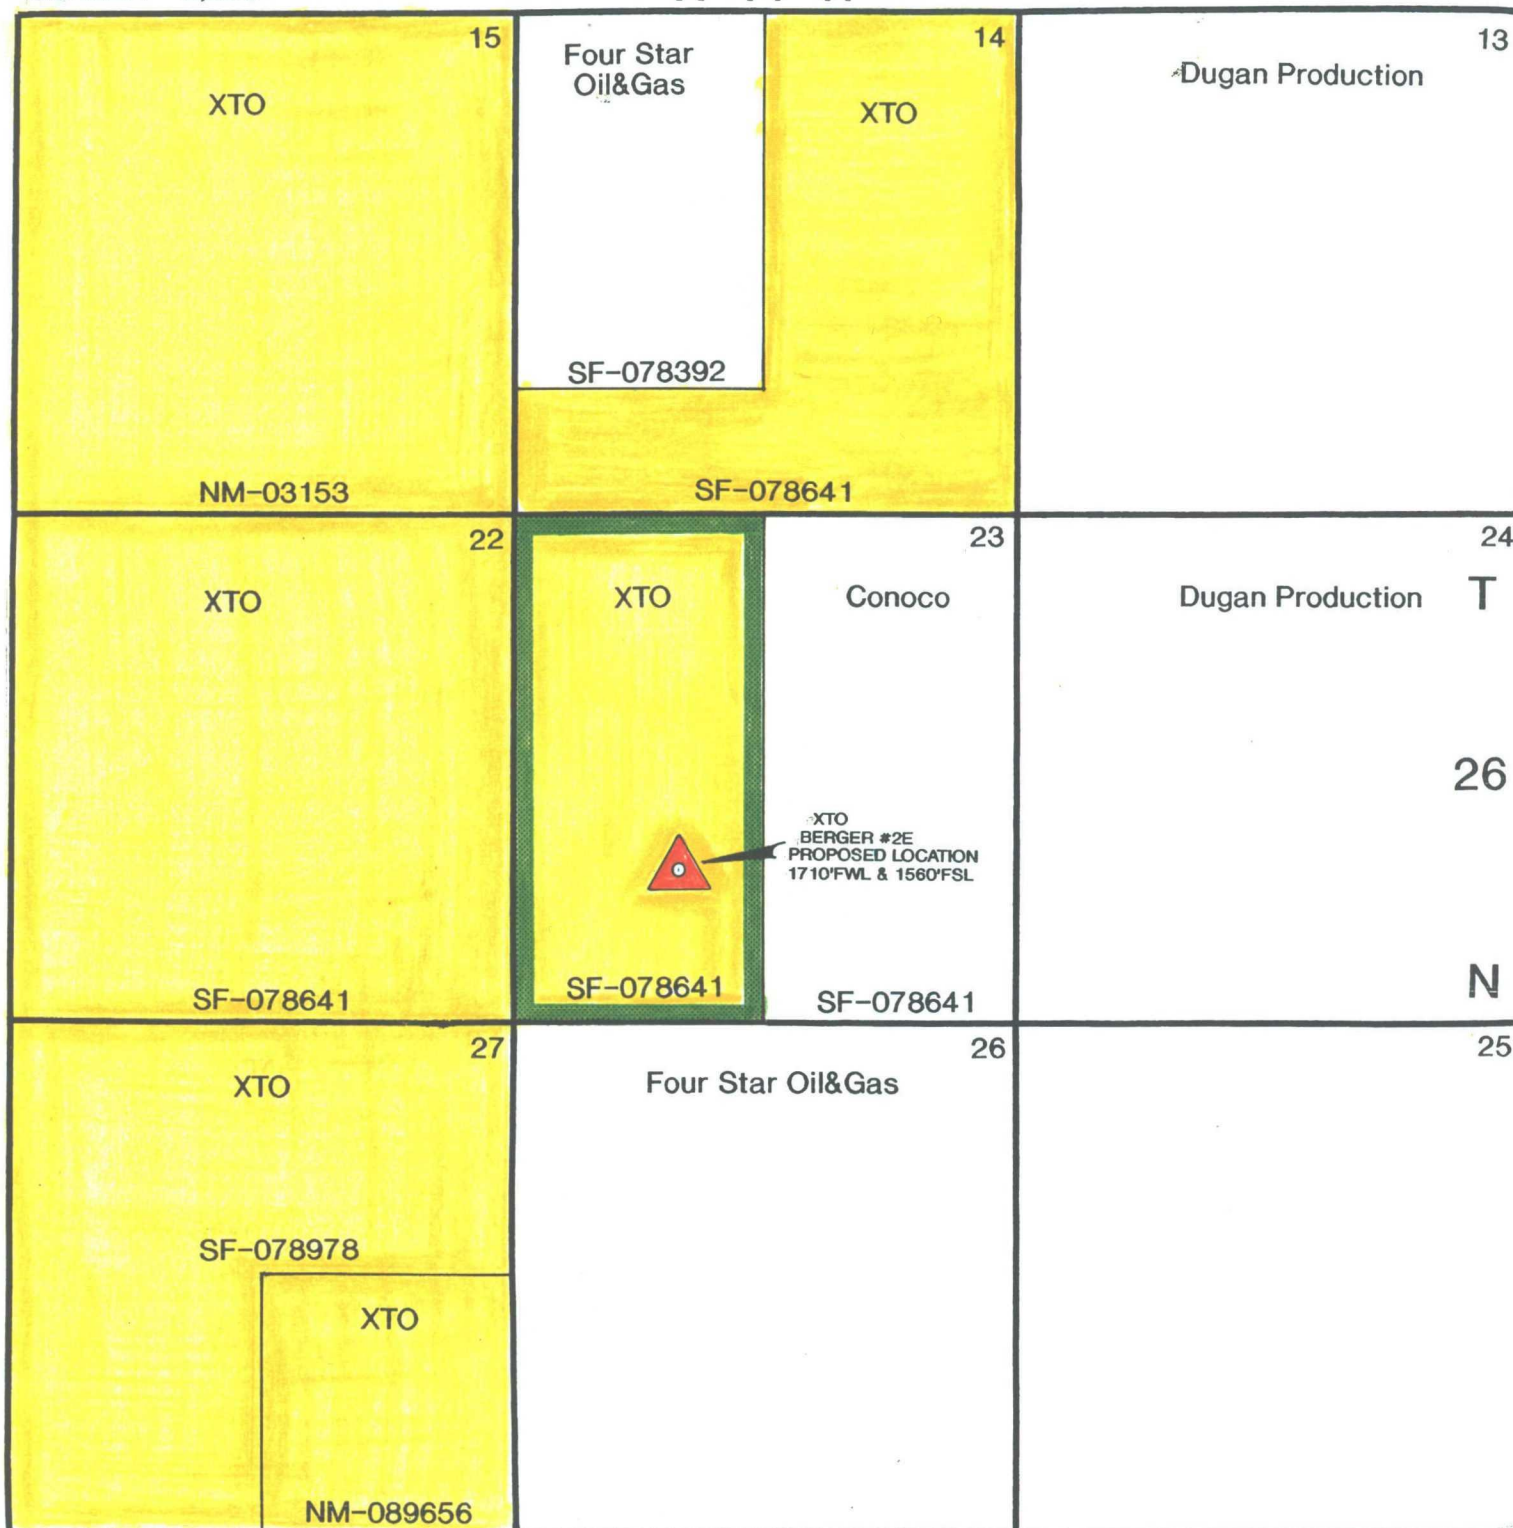 15
XTO
NM-03153
Four Star
Oil&Gas
SF-078392
14
XTO
SF-078641
13
Dugan Production
22
XTO
SF-078641
XTO
SF-078641
23
Conoco
XTO
BERGER #2E
PROPOSED LOCATION
1710'FWL & 1560'FSL
SF-078641
24
Dugan Production
T
26
N
27
XTO
SF-078978
XTO
NM-089656
26
Four Star Oil&Gas
25